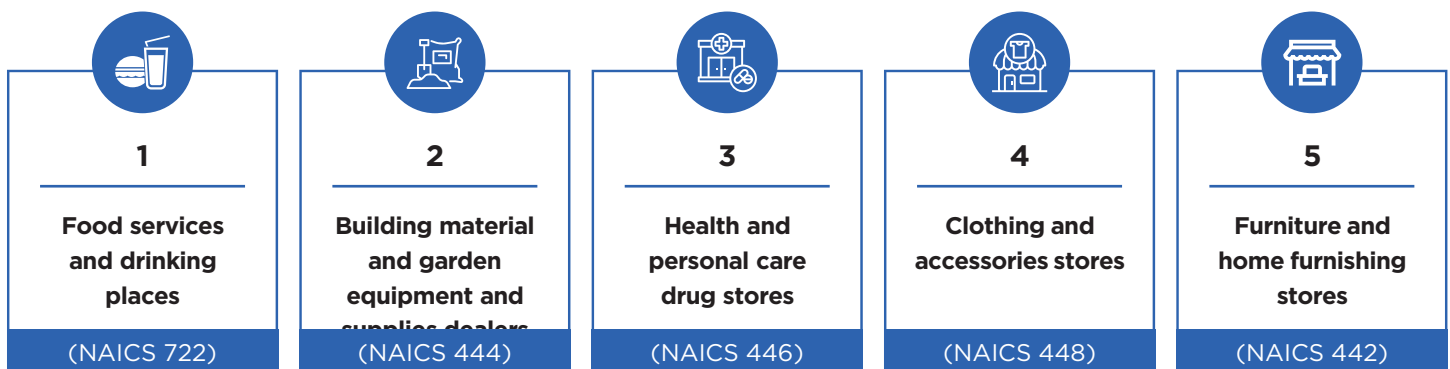 1
Food services
and drinking
places
(NAICS 722)
2
Building material
and garden
equipment and
supplies dealers
(NAICS 444)
3
Health and
personal care
drug stores
(NAICS 446)
4
Clothing and
accessories stores
(NAICS 448)
5
Furniture and
home furnishing
stores
(NAICS 442)